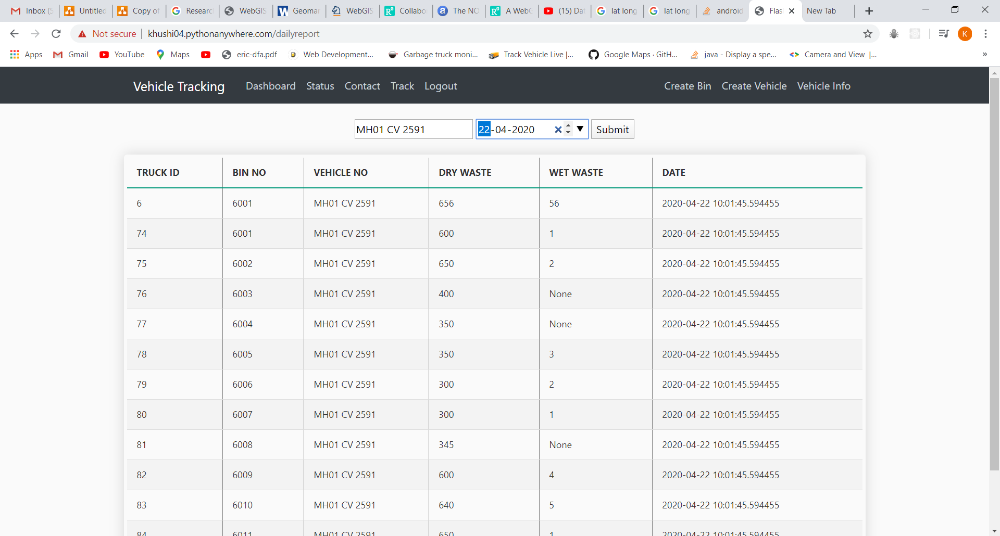 Inbox (5 Untitled Copy of Researc WebGIS Geomar WebGIS Collabo The NO A WebG (15) Dat lat long lat long android Flas New Tab
Not secure khushi04.pythonanywhere.com/dailyreport K
Apps Gmail YouTube Maps eric-dfa.pdf Web Development... Garbage truck moni... Track Vehicle Live |... Google Maps · GitH... java - Display a spe... Camera and View |... »
Vehicle Tracking Dashboard Status Contact Track Logout Create Bin Create Vehicle Vehicle Info
MH01 CV 2591 22-04-2020 Submit
TRUCK ID BIN NO VEHICLE NO DRY WASTE WET WASTE DATE
6 6001 MH01 CV 2591 656 56 2020-04-22 10:01:45.594455
74 6001 MH01 CV 2591 600 1 2020-04-22 10:01:45.594455
75 6002 MH01 CV 2591 650 2 2020-04-22 10:01:45.594455
76 6003 MH01 CV 2591 400 None 2020-04-22 10:01:45.594455
77 6004 MH01 CV 2591 350 None 2020-04-22 10:01:45.594455
78 6005 MH01 CV 2591 350 3 2020-04-22 10:01:45.594455
79 6006 MH01 CV 2591 300 2 2020-04-22 10:01:45.594455
80 6007 MH01 CV 2591 300 1 2020-04-22 10:01:45.594455
81 6008 MH01 CV 2591 345 None 2020-04-22 10:01:45.594455
82 6009 MH01 CV 2591 600 4 2020-04-22 10:01:45.594455
83 6010 MH01 CV 2591 640 5 2020-04-22 10:01:45.594455
84 6011 MH01 CV 2591 650 1 2020-04-22 10:01:45.594455